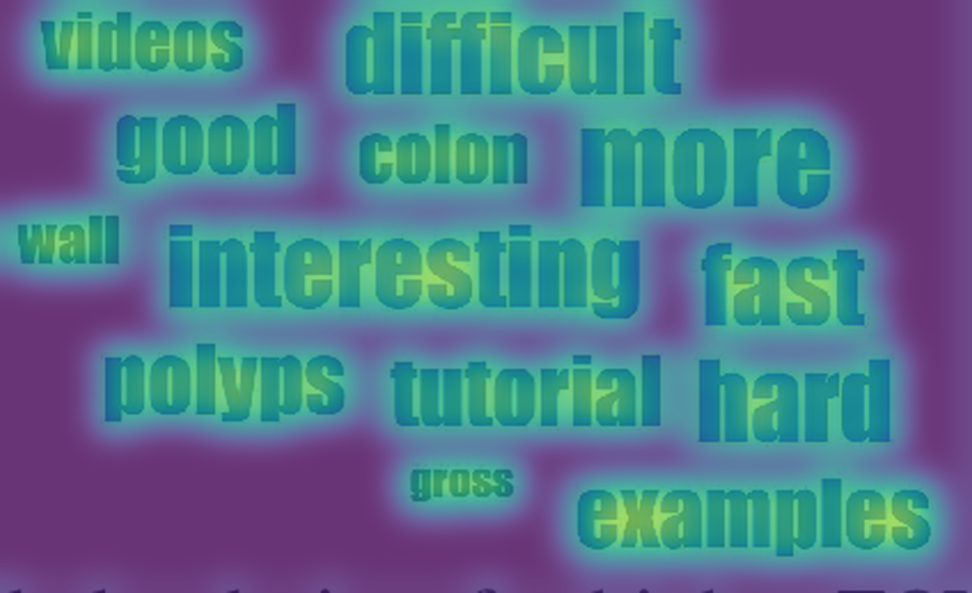 videos difficult
good colon more
wall interesting fast
polyps tutorial hard
gross examples